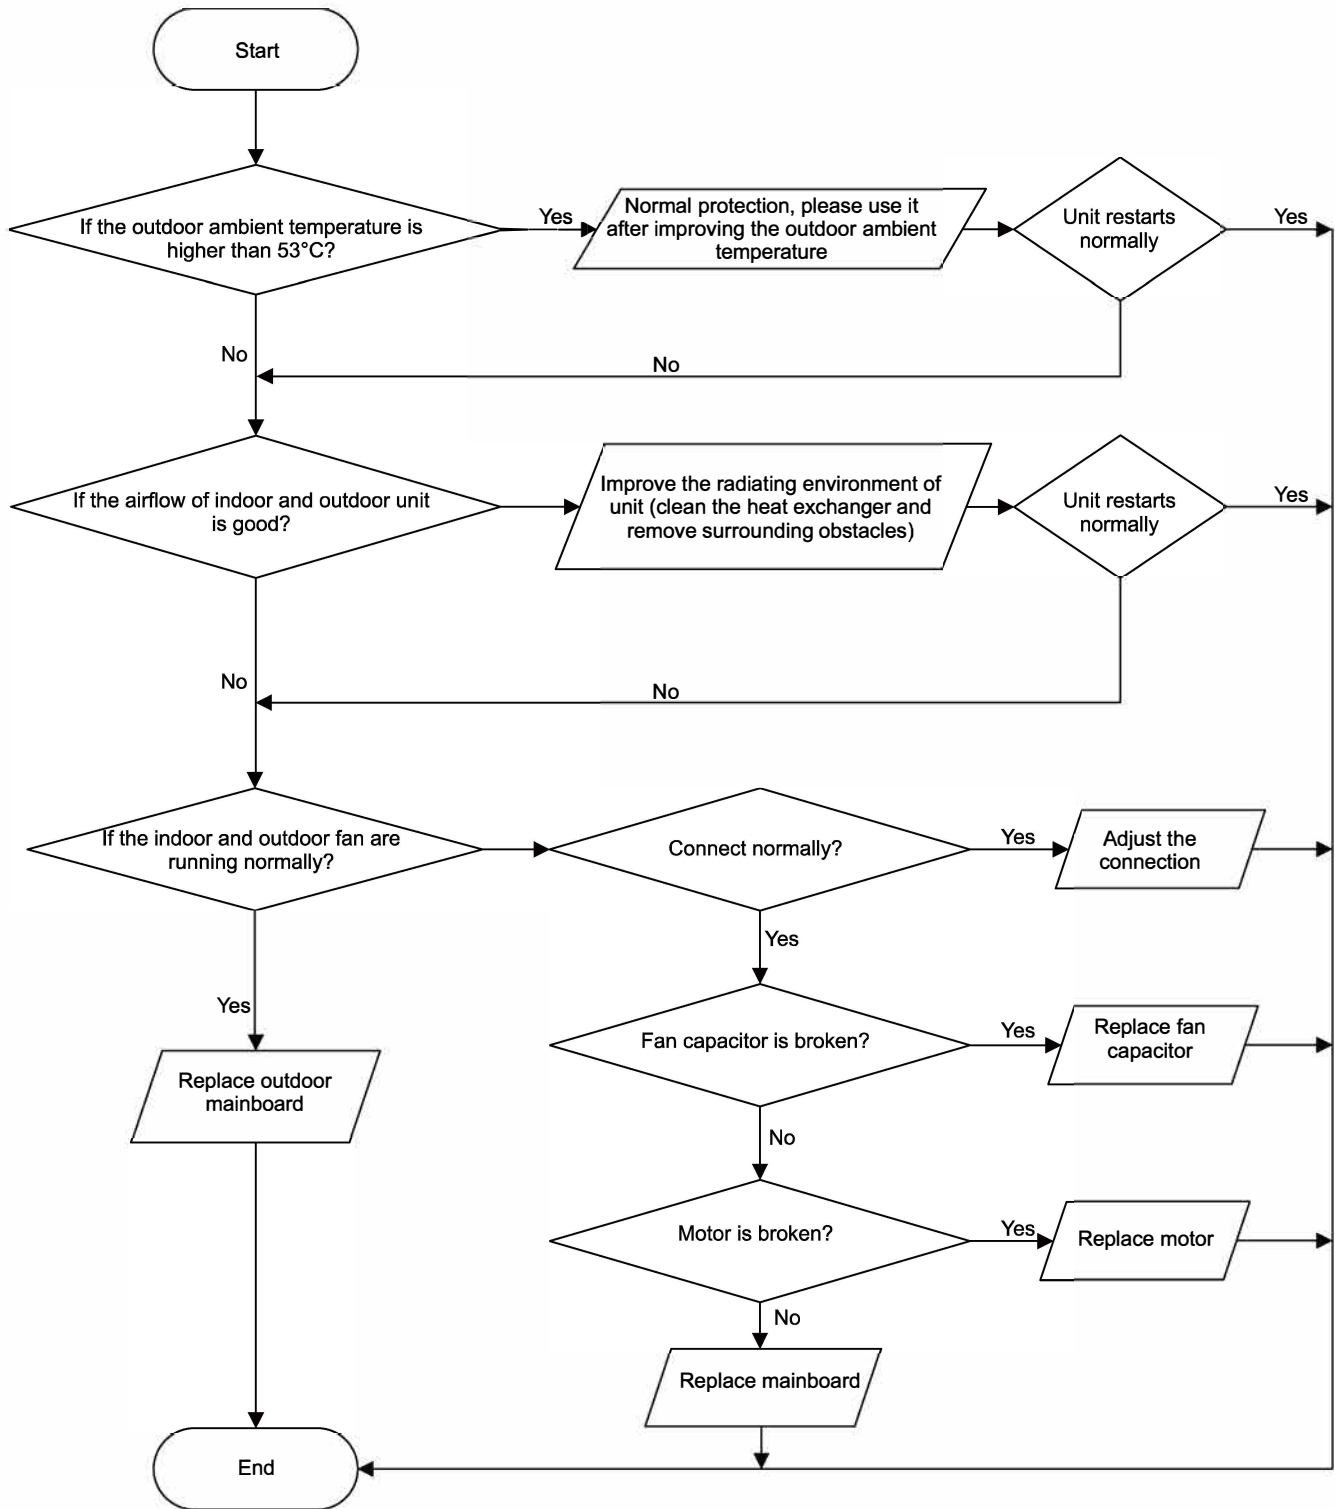 Start
If the outdoor ambient temperature is
higher than 53°C?
Yes
Normal protection, please use it
after improving the outdoor ambient
temperature
Unit restarts
normally
Yes
No
No
If the airflow of indoor and outdoor unit
is good?
Improve the radiating environment of
unit (clean the heat exchanger and
remove surrounding obstacles)
Unit restarts
normally
Yes
No
No
If the indoor and outdoor fan are
running normally?
Connect normally?
Yes
Adjust the
connection
Yes
Yes
Fan capacitor is broken?
Yes
Replace fan
capacitor
Replace outdoor
mainboard
No
Motor is broken?
Yes
Replace motor
No
Replace mainboard
End